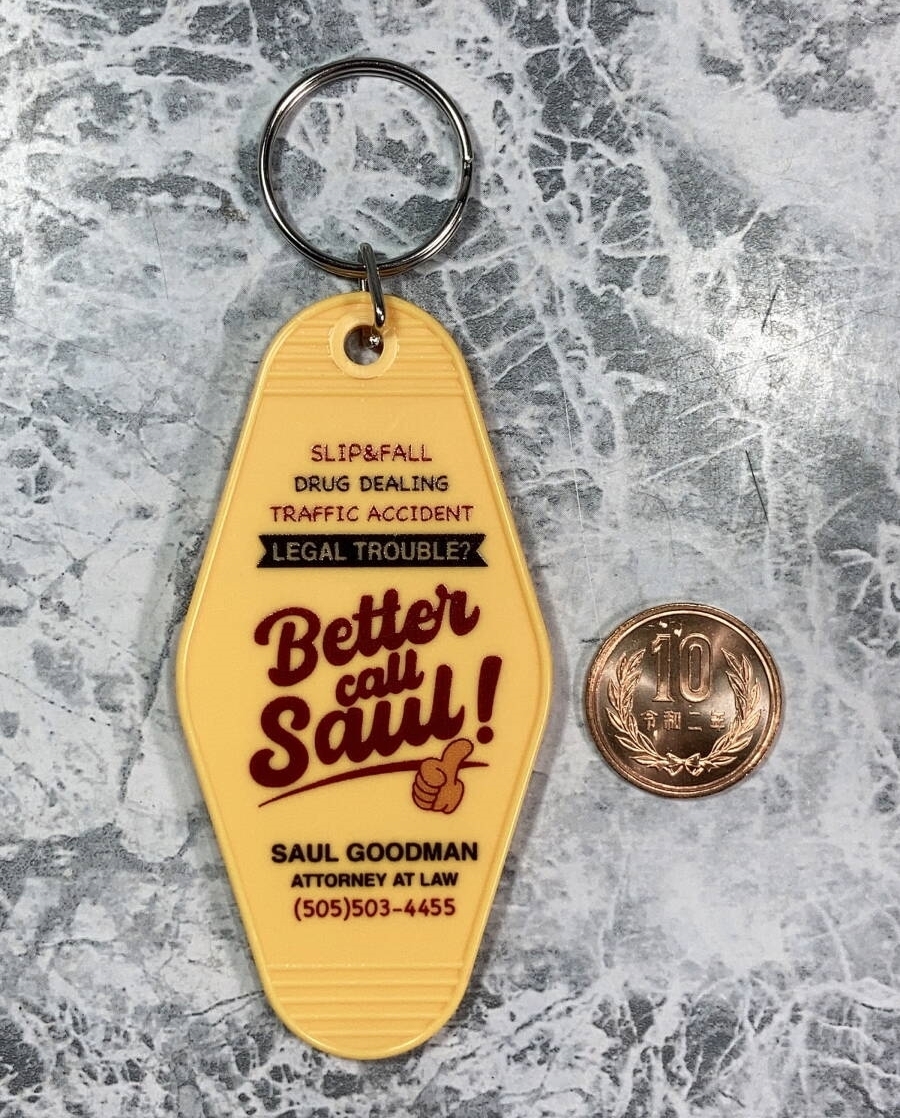 SLIP&FALL
DRUG DEALING
TRAFFIC ACCIDENT
LEGAL TROUBLE?
Better
call
Saul!
SAUL GOODMAN
ATTORNEY AT LAW
(505)503-4455
10
令和二年